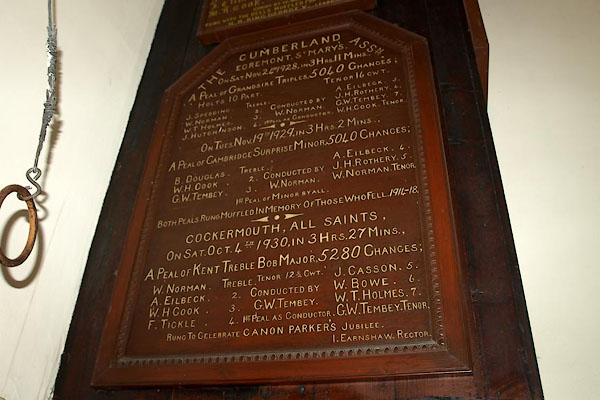 THE CUMBERLAND ASSN.
EGREMONT, ST MARY'S.
ON SAT. NOV. 24TH 1928, IN 3 HRS. 11 MINS.
A PEAL OF GRANDSIRE TRIPLES, 5040 CHANGES;
HOLTS 10 PART. TENOR 16 CWT.
J. SPEDDING TREBLE. A. EILBECK. 5.
W. NORMAN 2. CONDUCTED BY J.H. ROTHERY. 6.
W.T. HOLMES. 3. W. NORMAN. G.W. TEMBEY. 7.
J. HUTCHINSON. 4. W.H. COOK. TENOR.
ON TUES. NOV. 19TH 1929, IN 3 HRS. 2 MINS.
A PEAL OF CAMBRIDGE SURPRISE MINOR, 5040 CHANGES;
B. DOUGLAS. TREBLE. A. EILBECK. 4.
W.H. COOK. 2. CONDUCTED BY J.H. ROTHERY. 5.
G.W. TEMBEY. 3. W. NORMAN. W. NORMAN. TENOR.
1ST PEAL OF MINOR BY ALL.
BOTH PEALS RUNG MUFFLED IN MEMORY OF THOSE WHO FELL. 1914-18.
COCKERMOUTH, ALL SAINTS,
ON SAT. OCT. 4TH 1930, IN 3 HRS. 27 MINS.,
A PEAL OF KENT TREBLE BOB MAJOR, 5280 CHANGES;
W. NORMAN. TREBLE. TENOR 12¾ CWT. J. CASSON. 5.
A. EILBECK. 2. CONDUCTED BY W. BOWE. 6.
W.H. COOK. 3. G.W. TEMBEY. W.T. HOLMES. 7.
F. TICKLE. 4. 1ST PEAL AS CONDUCTOR. G.W. TEMBEY. TENOR.
RUNG TO CELEBRATE CANON PARKER'S JUBILEE.
I. EARNSHAW. RECTOR.